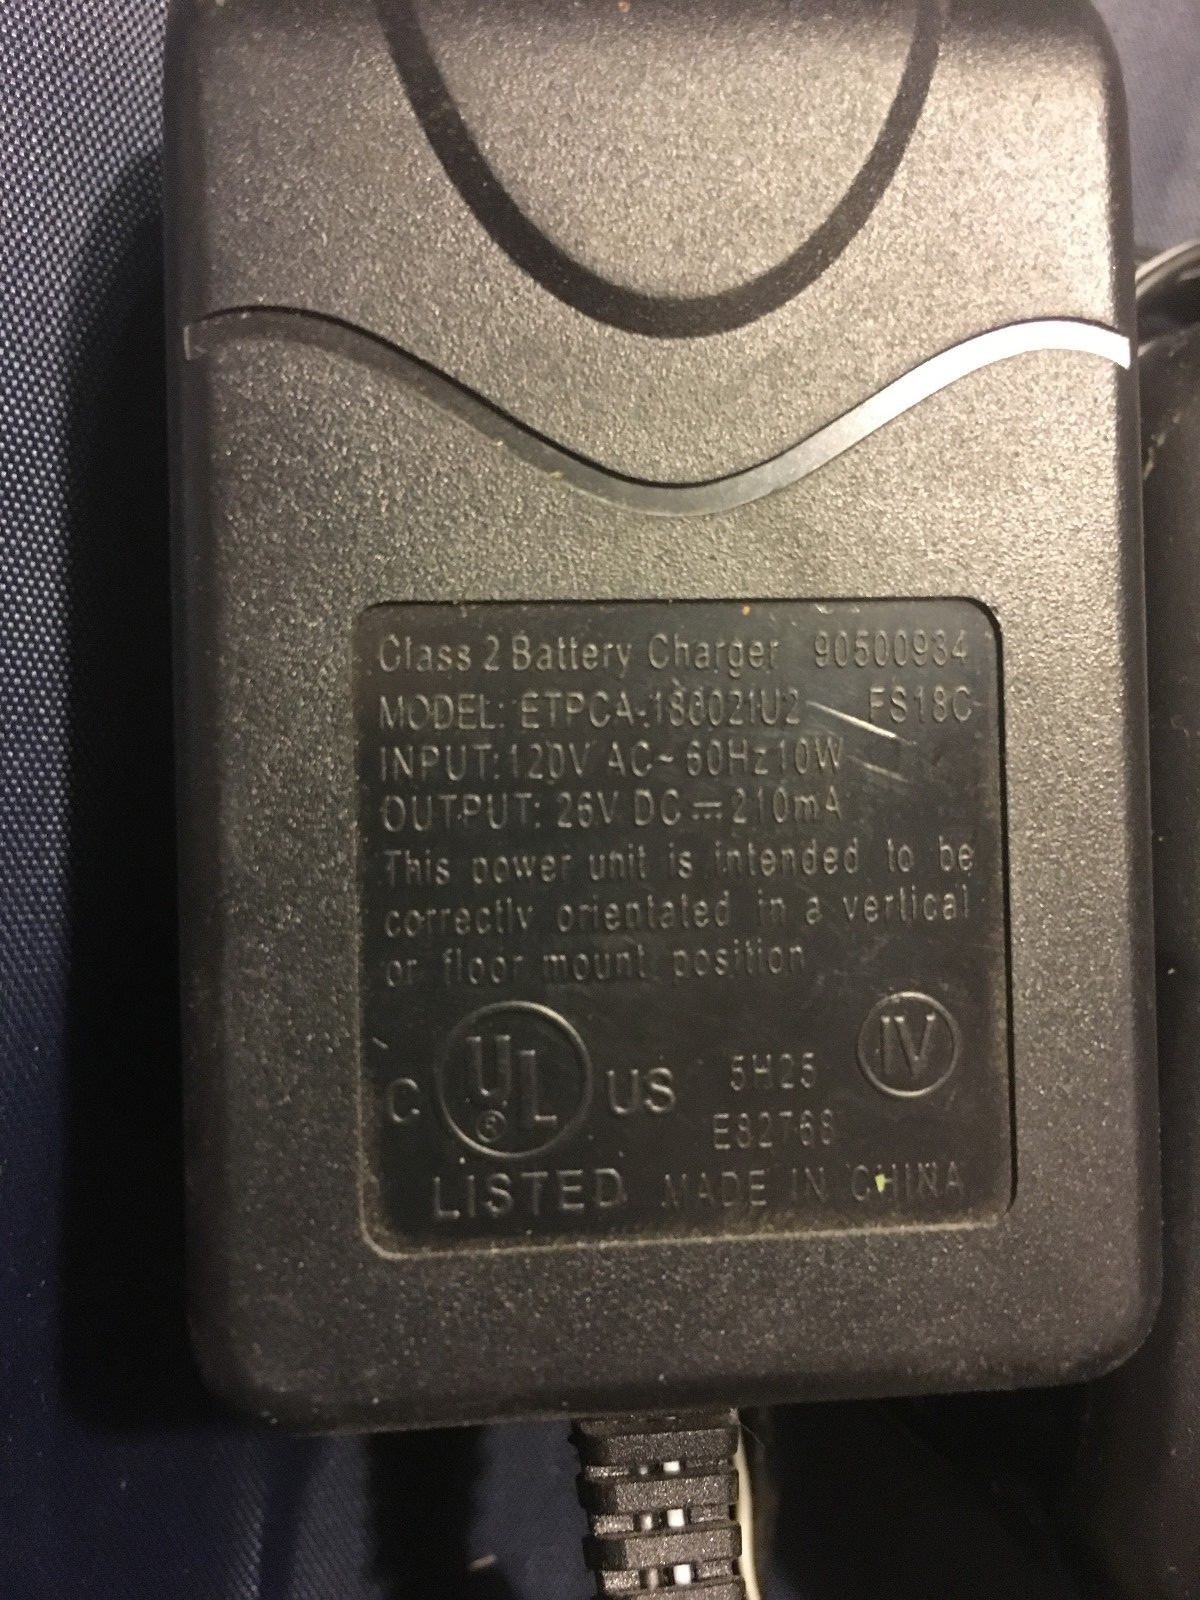 Class 2 Battery Charger 90500934
MODEL: ETPCA-180021U2 FS18C
INPUT: 120V AC~60Hz 10W
OUTPUT: 26V DC⎓210mA
This power unit is intended to be
correctly orientated in a vertical
or floor mount position
C UL® US 5H25 IV
E82768
LISTED MADE IN CHINA